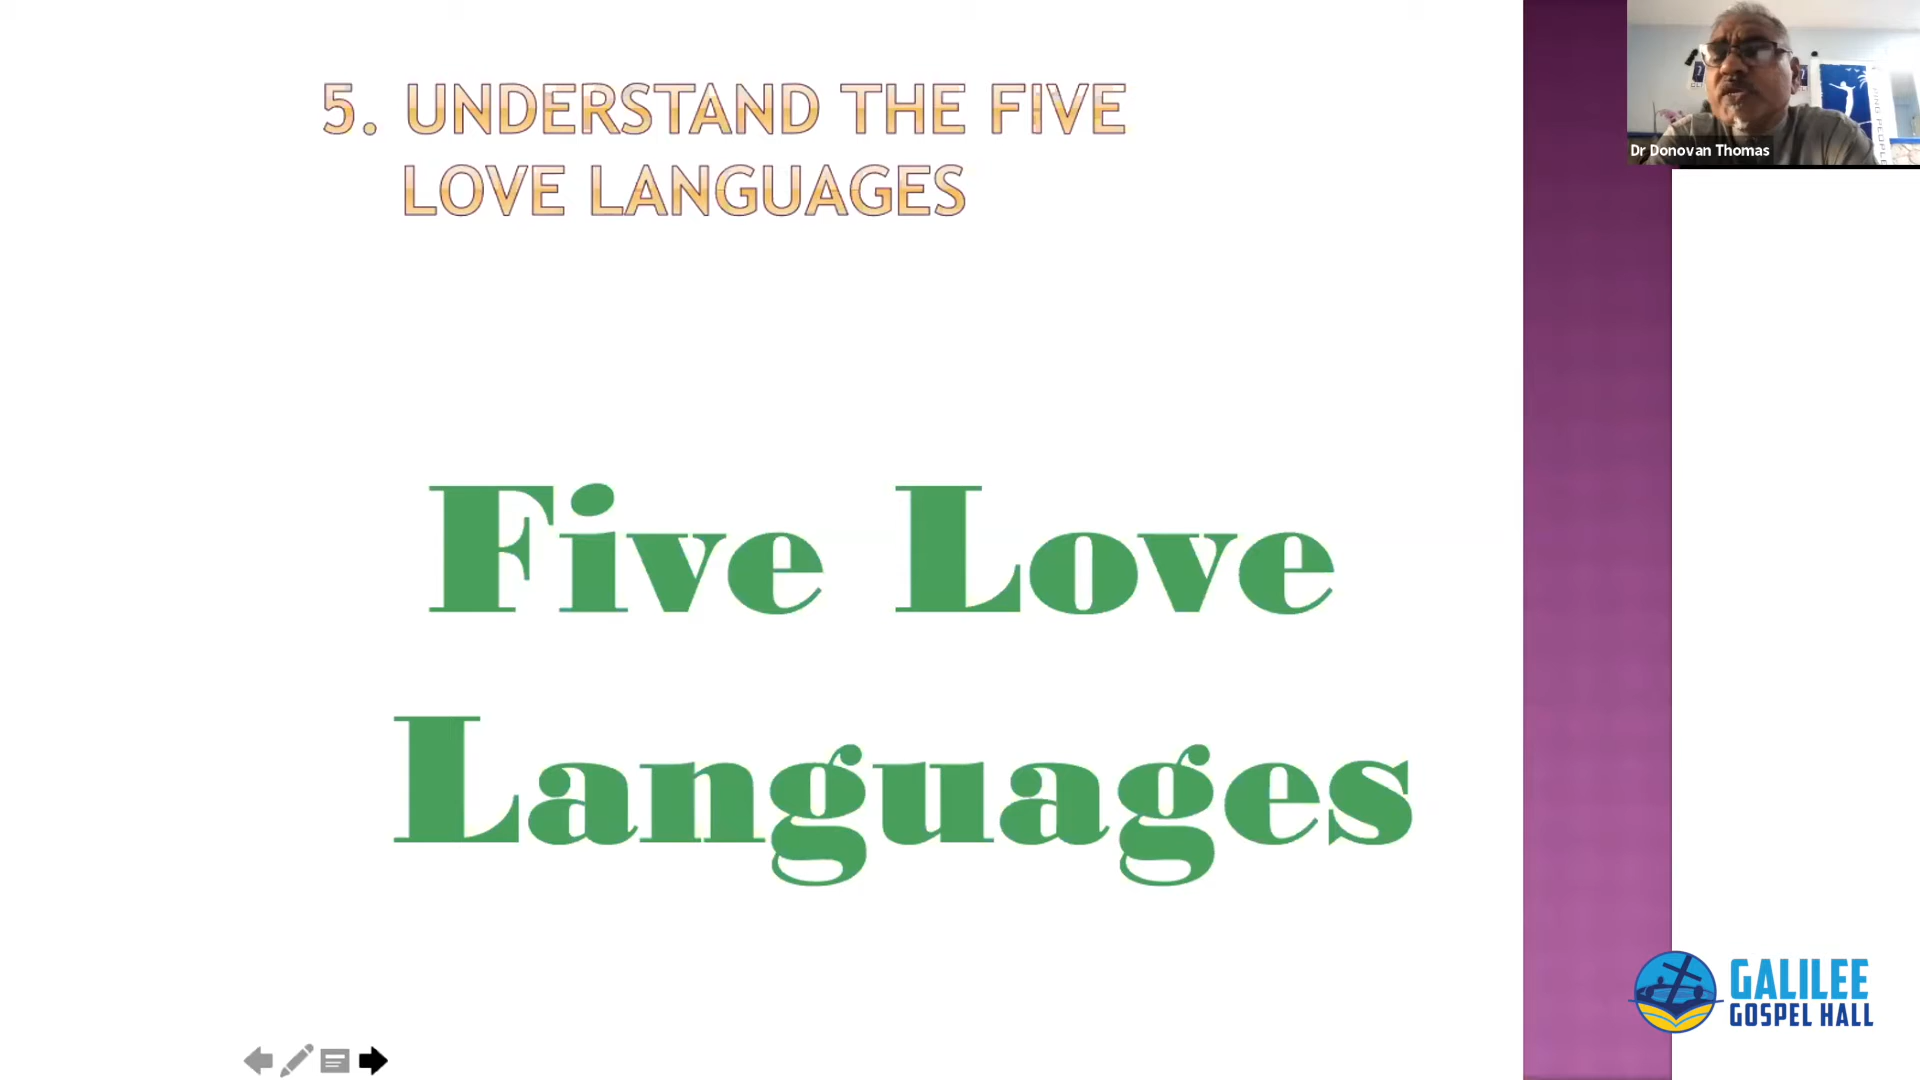 5. UNDERSTAND THE FIVE
LOVE LANGUAGES
Dr Donovan Thomas
Five Love
Languages
GALILEE
GOSPEL HALL